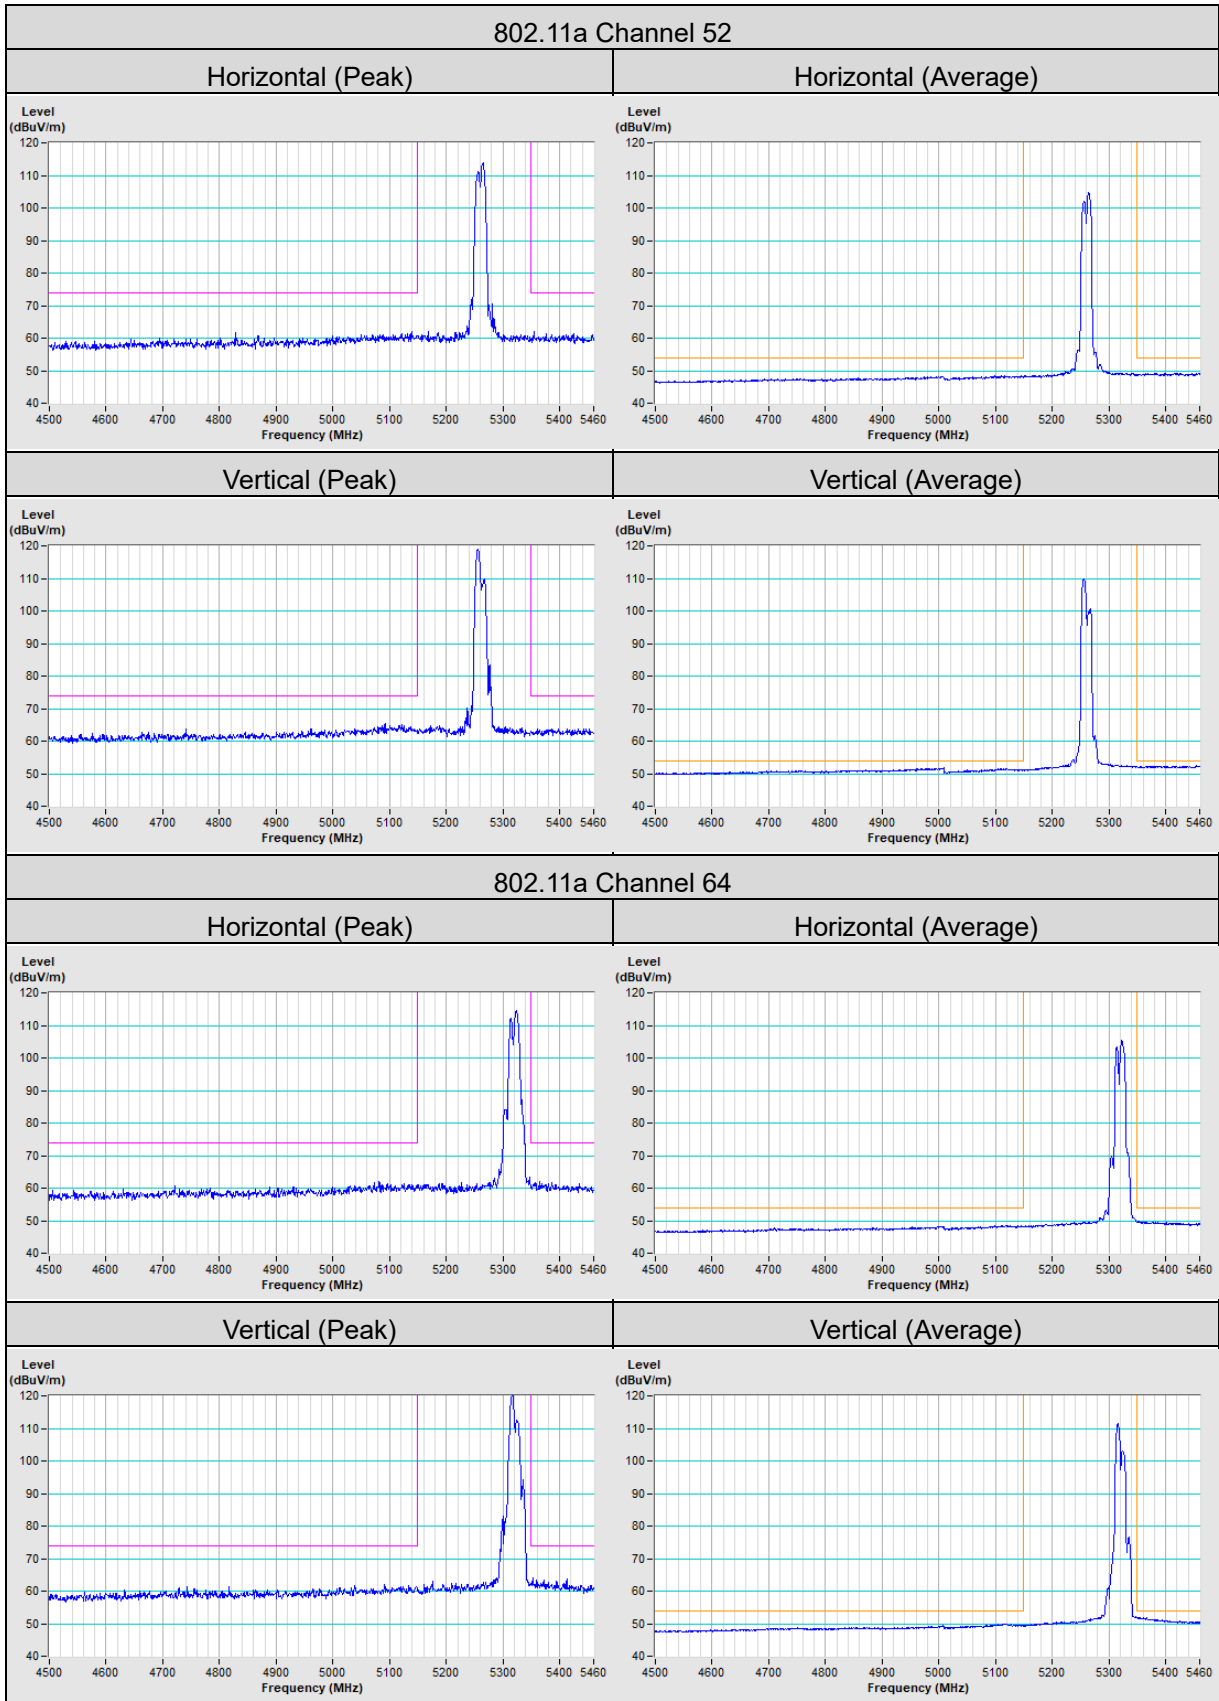 802.11a Channel 52
Horizontal (Peak) Horizontal (Average)
Level Level
(dBuV/m) (dBuV/m)
120 120
110 110
100 100
90 90
80 80
70 70
60 60
50 50
40 40
4500 4600 4700 4800 4900 5000 5100 5200 5300 5400 5460 4500 4600 4700 4800 4900 5000 5100 5200 5300 5400 5460
Frequency (MHz) Frequency (MHz)
Vertical (Peak) Vertical (Average)
Level Level
(dBuV/m) (dBuV/m)
120 120
110 110
100 100
90 90
80 80
70 70
60 60
50 50
40 40
4500 4600 4700 4800 4900 5000 5100 5200 5300 5400 5460 4500 4600 4700 4800 4900 5000 5100 5200 5300 5400 5460
Frequency (MHz) Frequency (MHz)
802.11a Channel 64
Horizontal (Peak) Horizontal (Average)
Level Level
(dBuV/m) (dBuV/m)
120 120
110 110
100 100
90 90
80 80
70 70
60 60
50 50
40 40
4500 4600 4700 4800 4900 5000 5100 5200 5300 5400 5460 4500 4600 4700 4800 4900 5000 5100 5200 5300 5400 5460
Frequency (MHz) Frequency (MHz)
Vertical (Peak) Vertical (Average)
Level Level
(dBuV/m) (dBuV/m)
120 120
110 110
100 100
90 90
80 80
70 70
60 60
50 50
40 40
4500 4600 4700 4800 4900 5000 5100 5200 5300 5400 5460 4500 4600 4700 4800 4900 5000 5100 5200 5300 5400 5460
Frequency (MHz) Frequency (MHz)